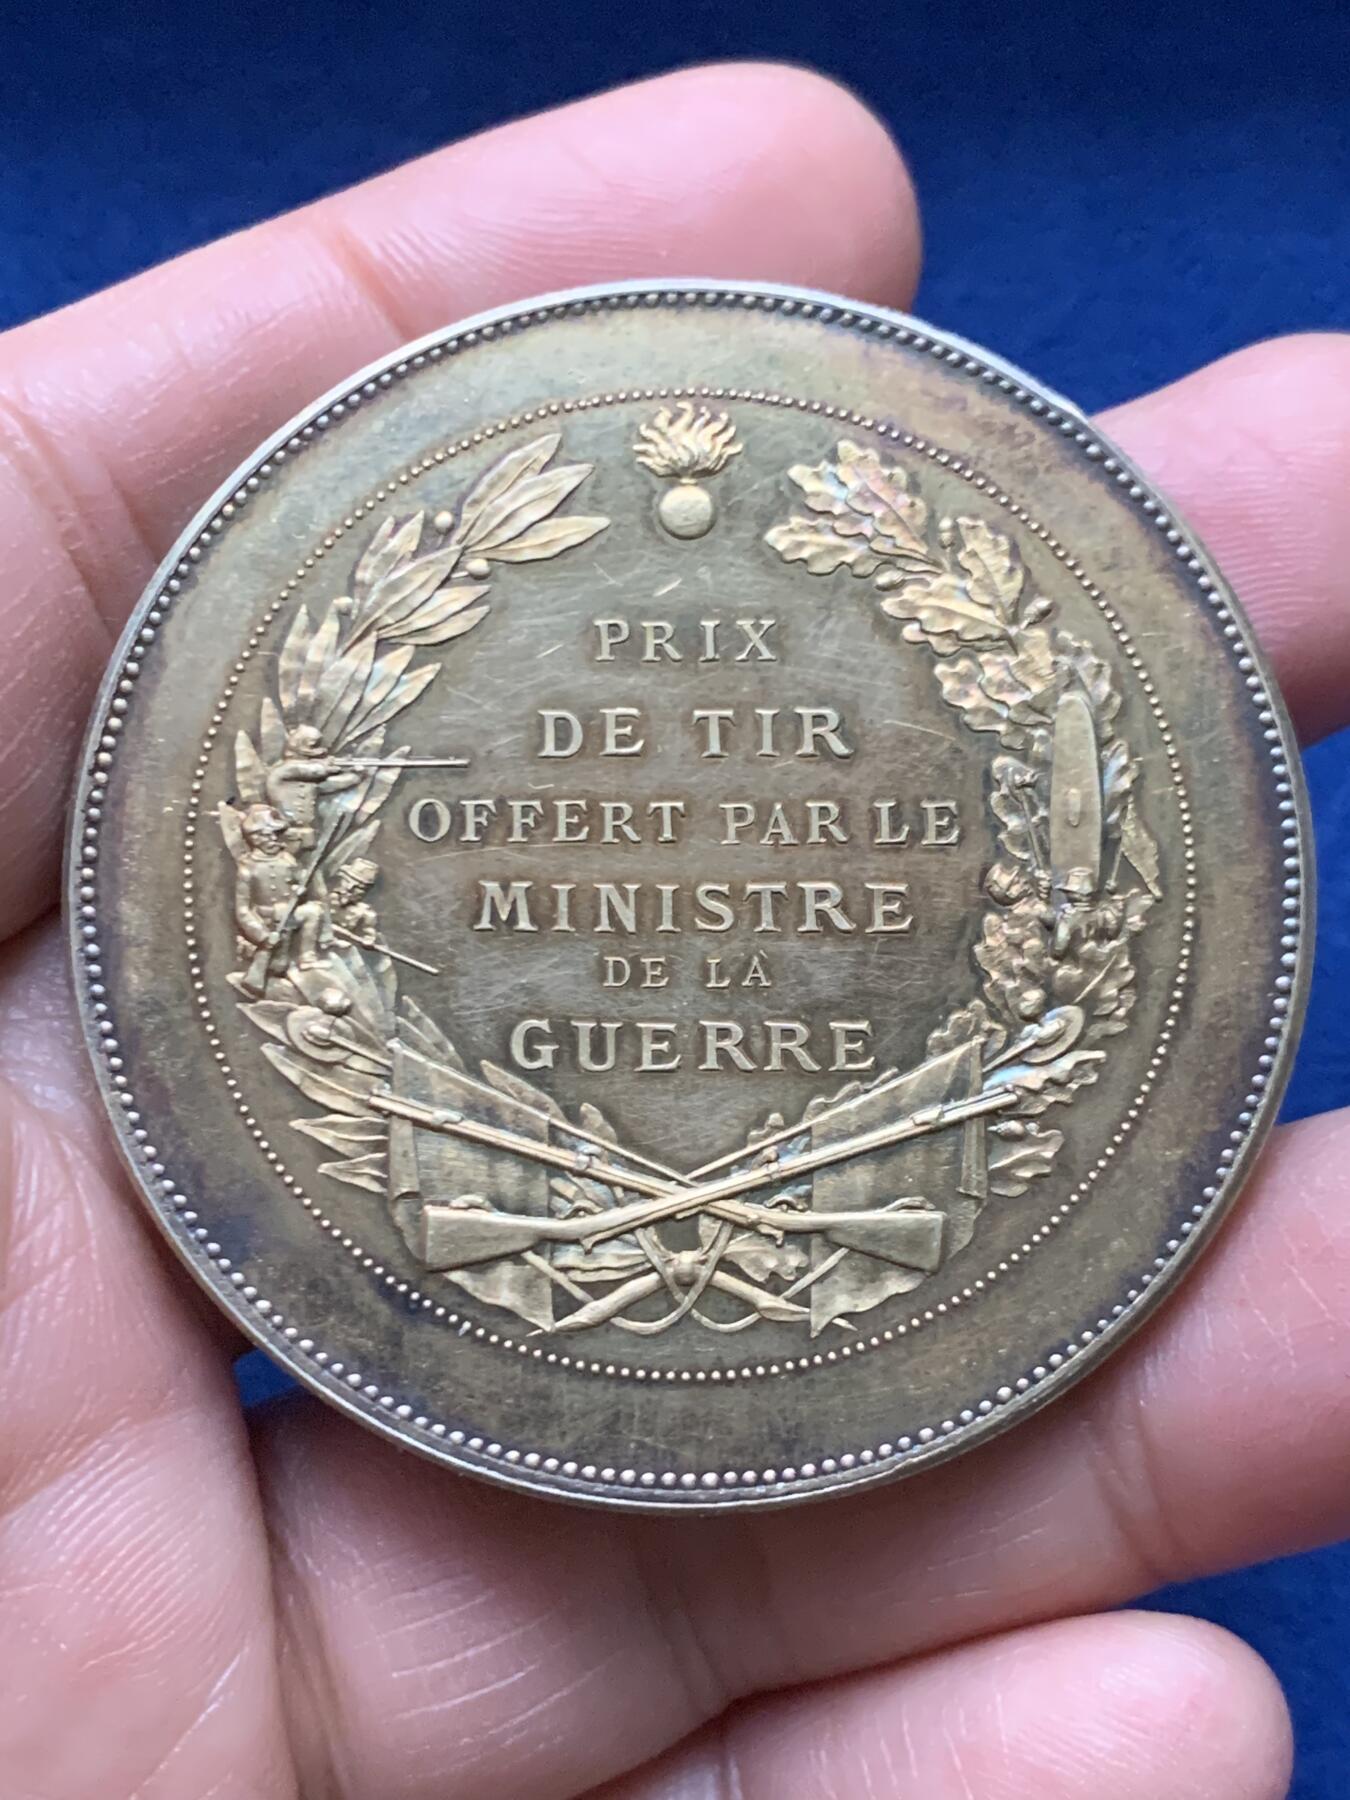 PRIX
DE TIR
OFFERT PAR LE
MINISTRE
DE LA
GUERRE